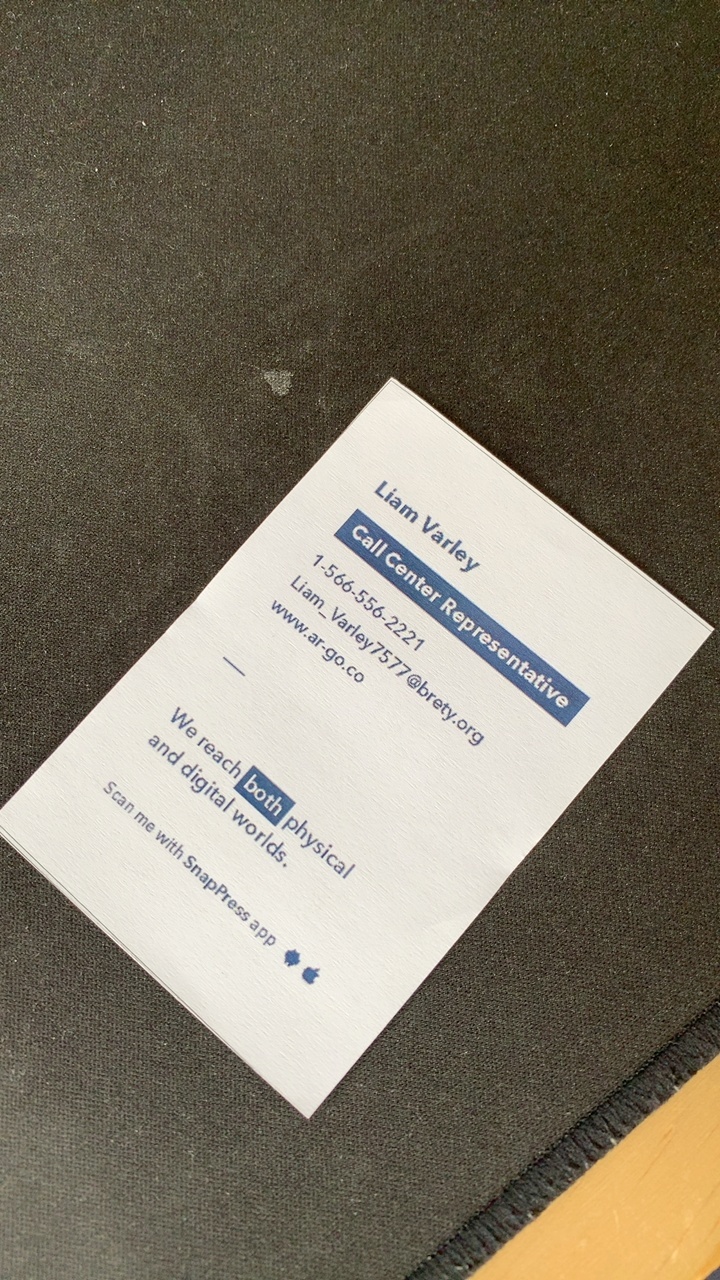 Liam Varley
Call Center Representative
1-566-556-2221
Liam_Varley7577@brety.org
www.ar-go.co
We reach both physical
and digital worlds.
Scan me with SnapPress app